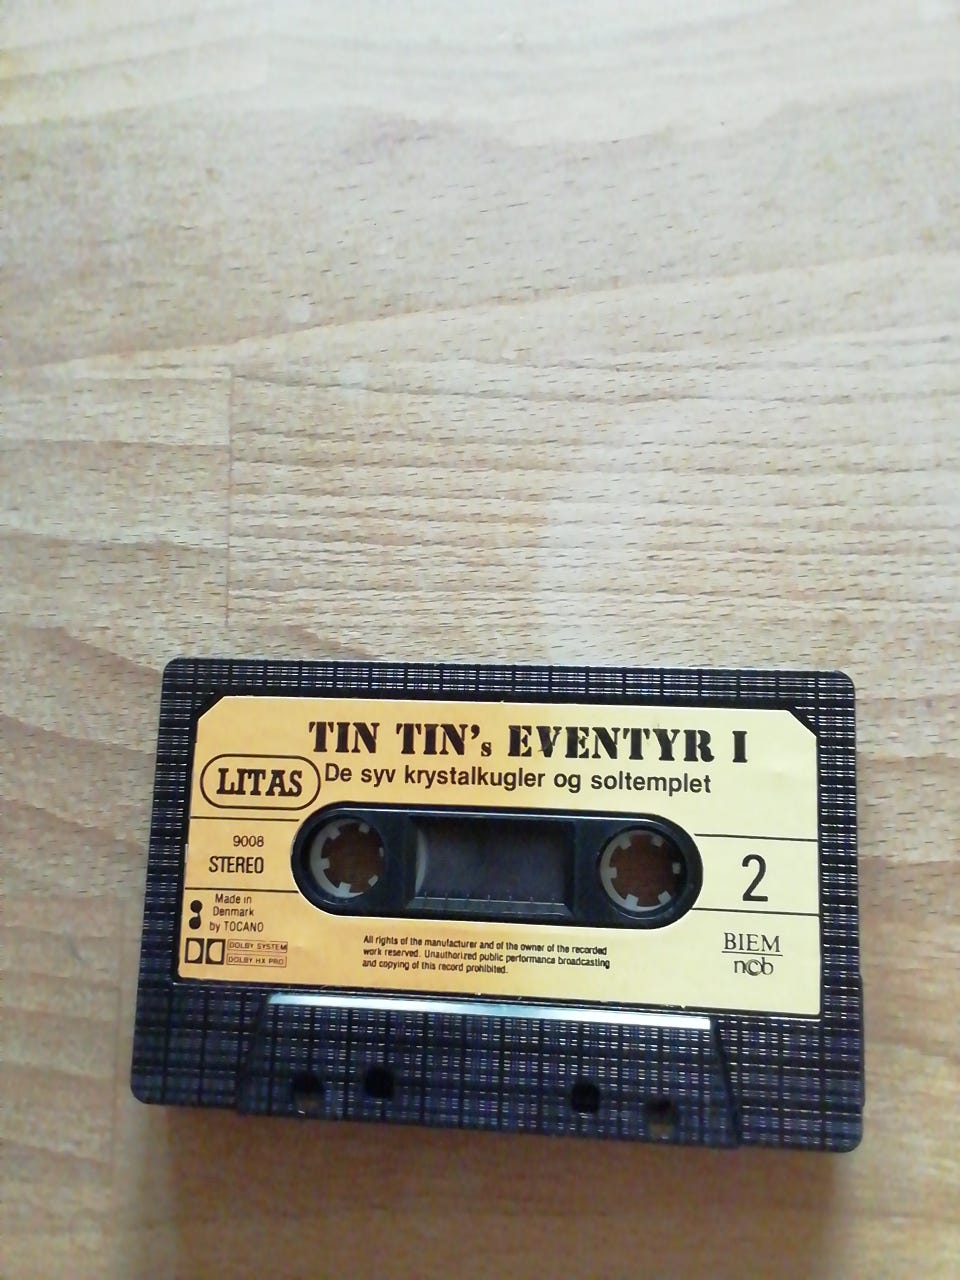 TIN TIN's EVENTYR I
De syv krystalkugler og soltemplet
LITAS
9008
STEREO
2
Made in
Denmark
by TOCANO
DOLBY SYSTEM
DOLBY HX PRO
All rights of the manufacturer and of the owner of the recorded
work reserved. Unauthorized public performance broadcasting
and copying of this record prohibited.
BIEM
ncb